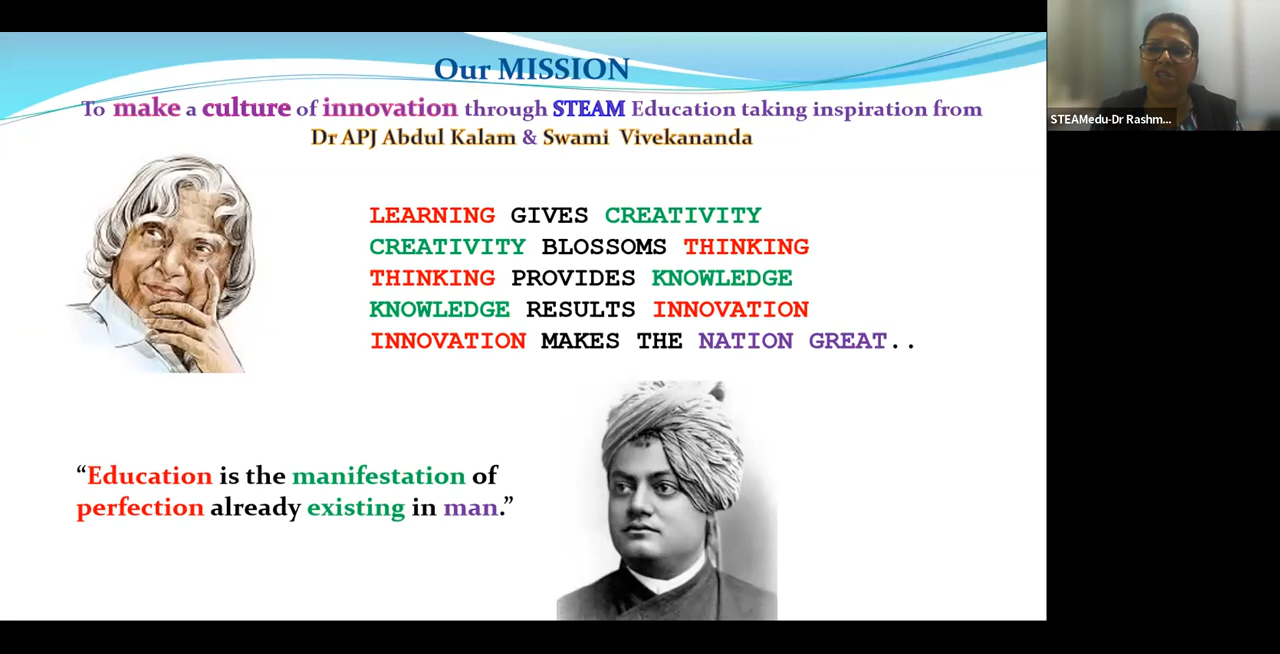 Our MISSION
To make a culture of innovation through STEAM Education taking inspiration from
Dr APJ Abdul Kalam & Swami Vivekananda
LEARNING GIVES CREATIVITY
CREATIVITY BLOSSOMS THINKING
THINKING PROVIDES KNOWLEDGE
KNOWLEDGE RESULTS INNOVATION
INNOVATION MAKES THE NATION GREAT..
“Education is the manifestation of
perfection already existing in man.”
STEAMedu-Dr Rashm...